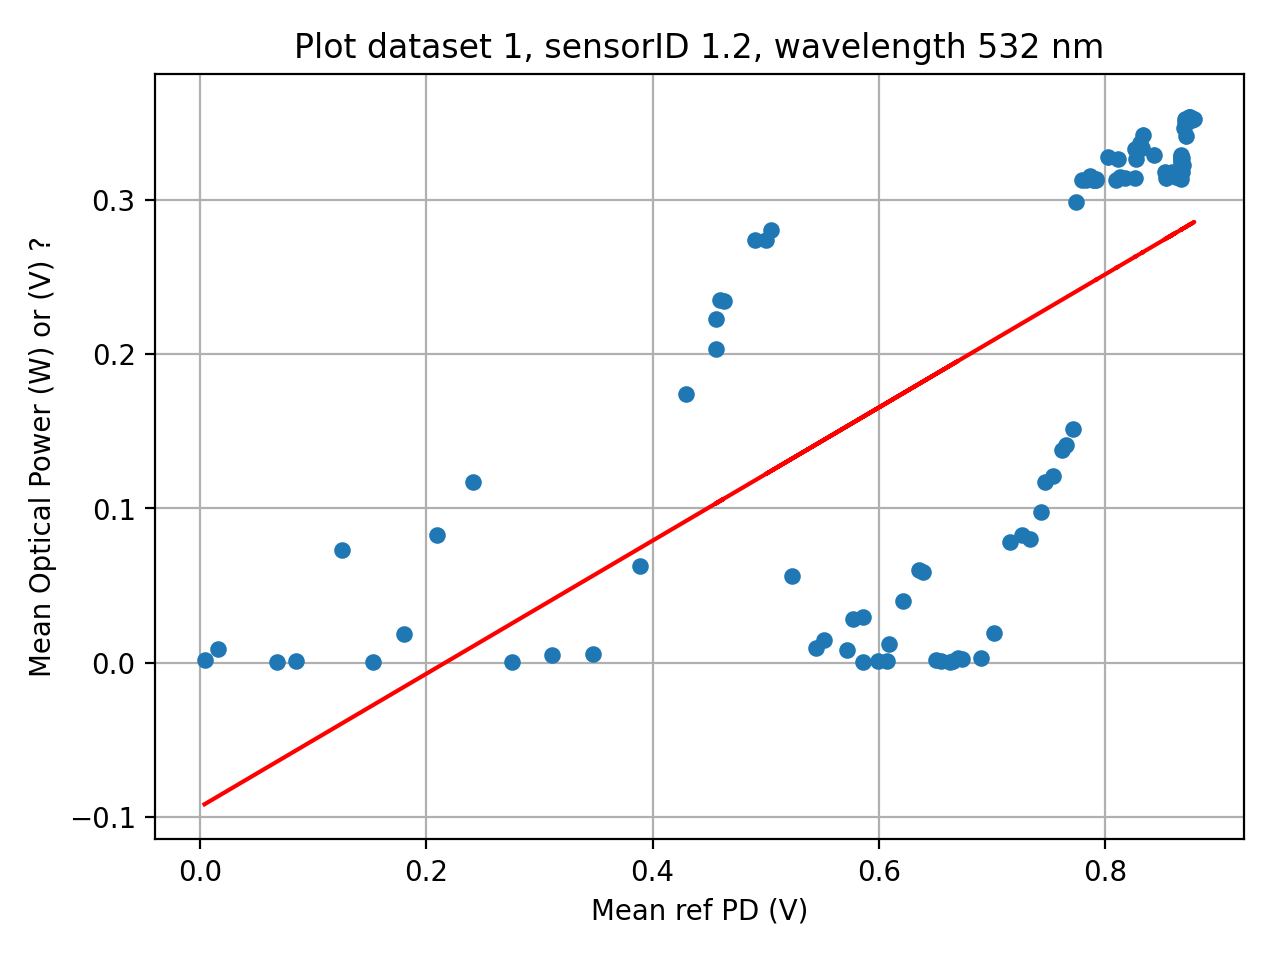 Plot dataset 1, sensorID 1.2, wavelength 532 nm
Mean Optical Power (W) or (V) ?
0.3
0.2
0.1
0.0
−0.1
0.0 0.2 0.4 0.6 0.8
Mean ref PD (V)